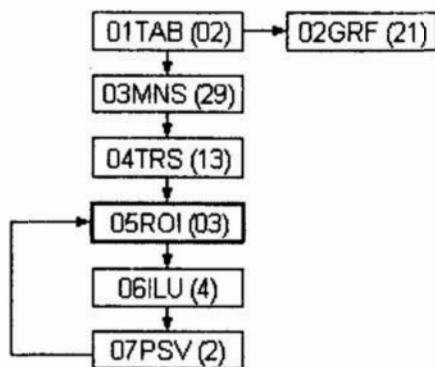 01TAB (02) 02GRF (21)
03MNS (29)
04TRS (13)
05ROI (03)
06ILU (4)
07PSV (2)